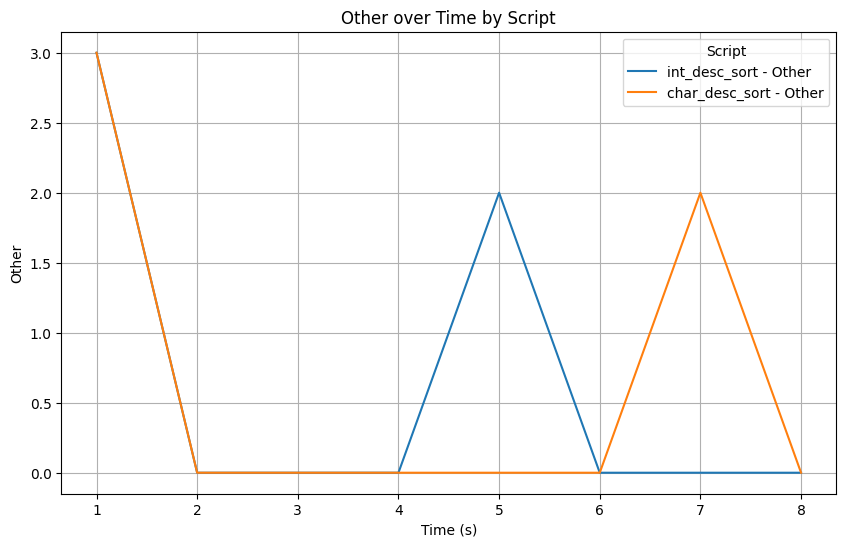 Other over Time by Script
Script
int_desc_sort - Other
char_desc_sort - Other
Other
3.0
2.5
2.0
1.5
1.0
0.5
0.0
1 2 3 4 5 6 7 8
Time (s)